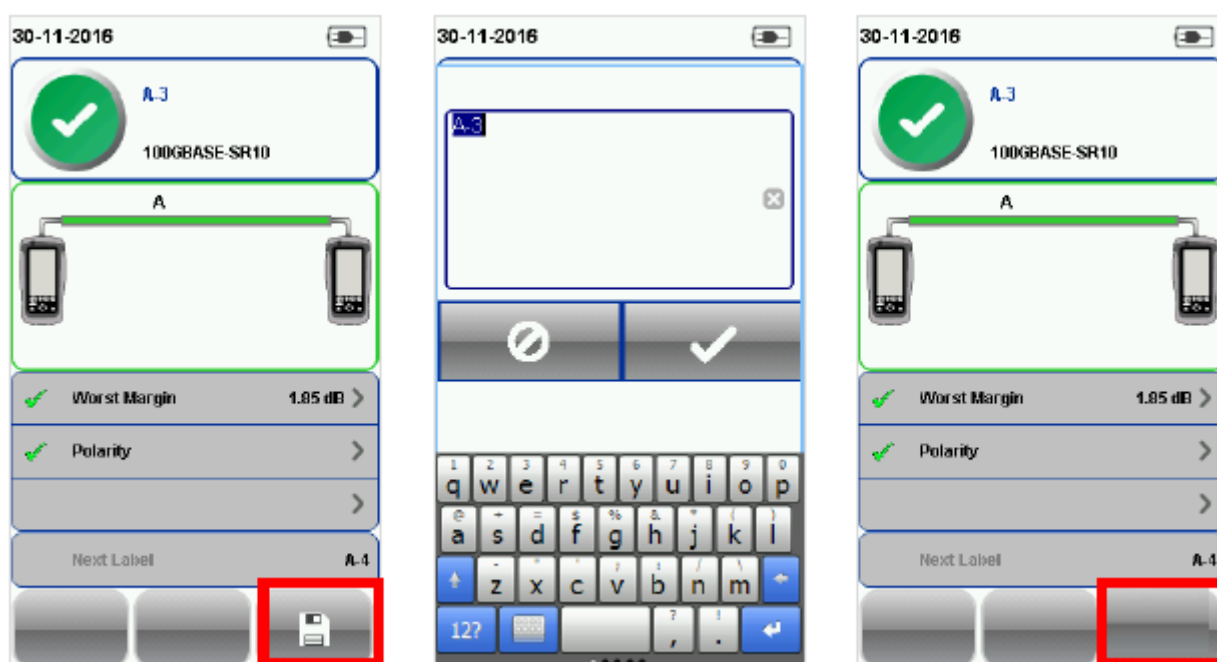 30-11-2016
A-3
100GBASE-SR10
A
Worst Margin 1.85 dB
Polarity
Next Label A-4
30-11-2016
A-3
1 2 3 4 5 6 7 8 9 0
q w e r t y u i o p
@ + = $ % & * ( )
a s d f g h j k l
- " ' / : / \
z x c v b n m
? !
12? , .
30-11-2016
A-3
100GBASE-SR10
A
Worst Margin 1.85 dB
Polarity
Next Label A-4